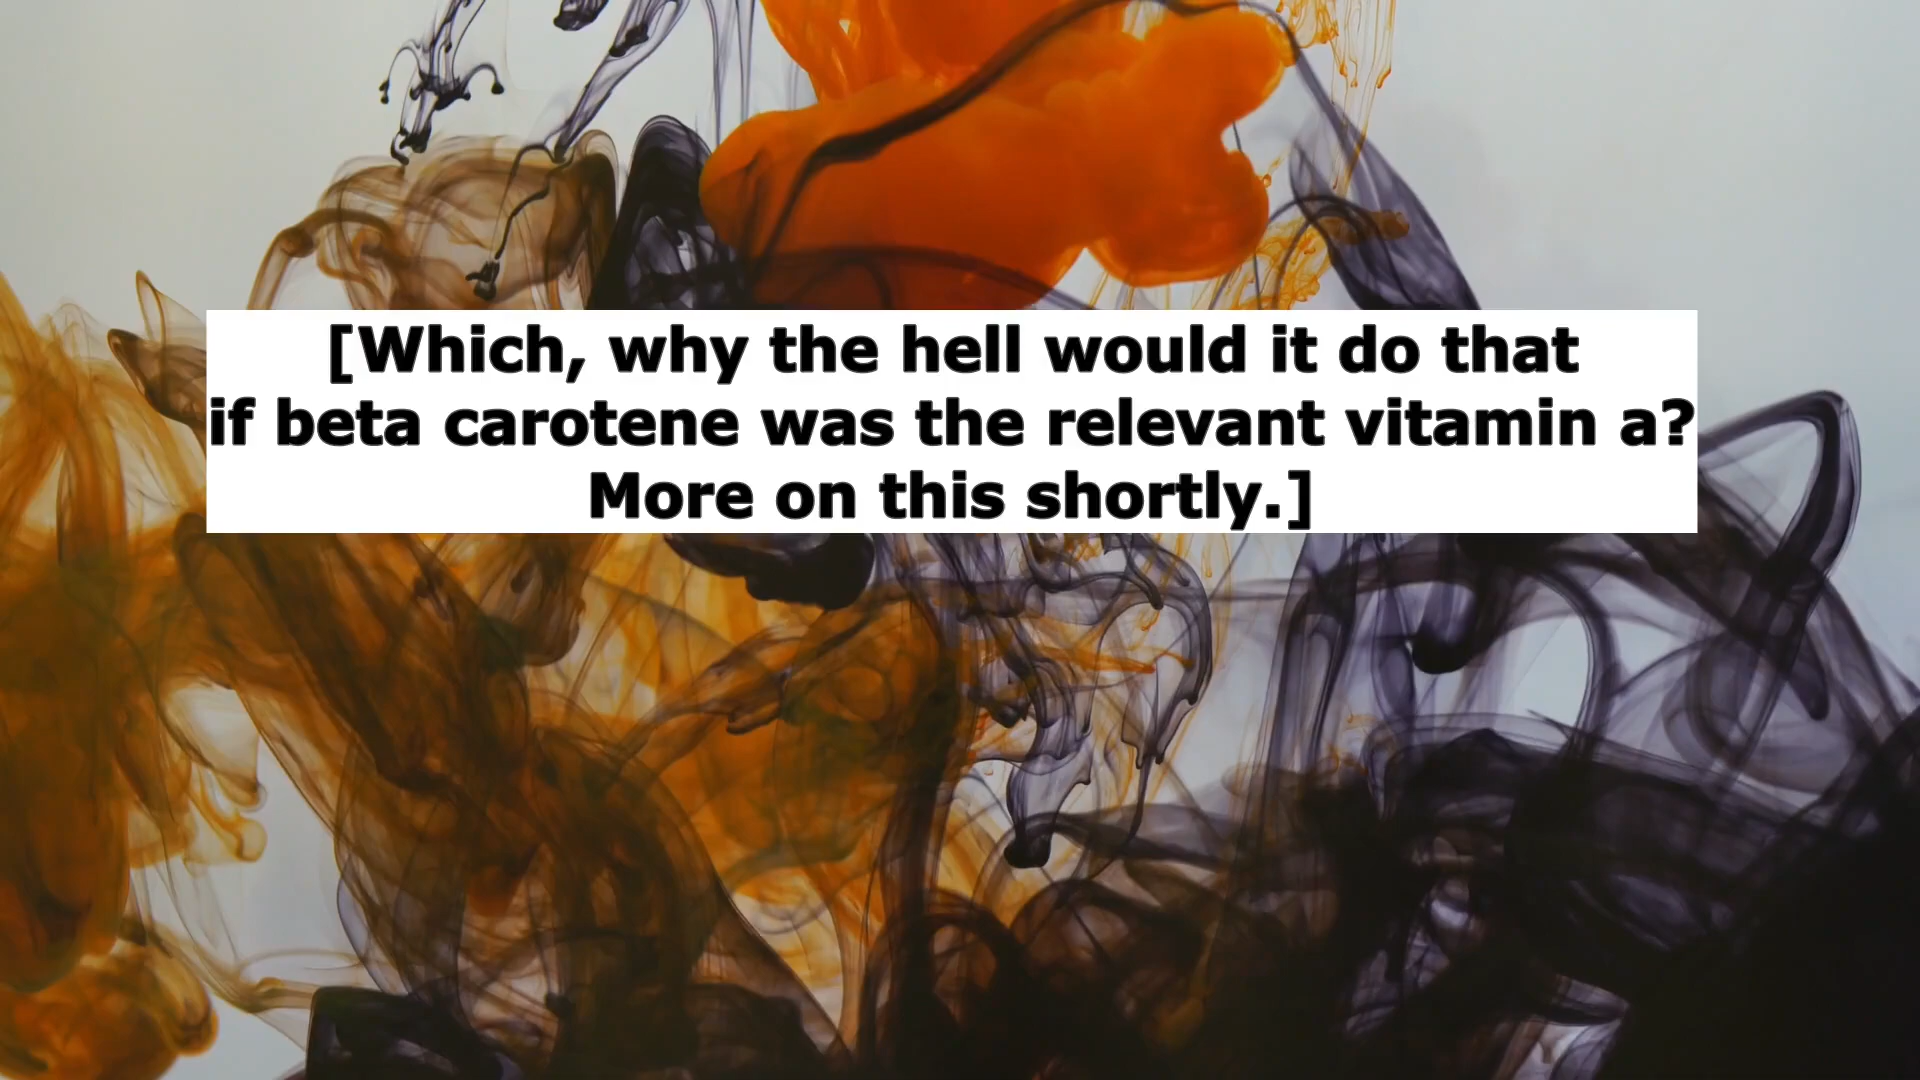 [Which, why the hell would it do that
if beta carotene was the relevant vitamin a?
More on this shortly.]